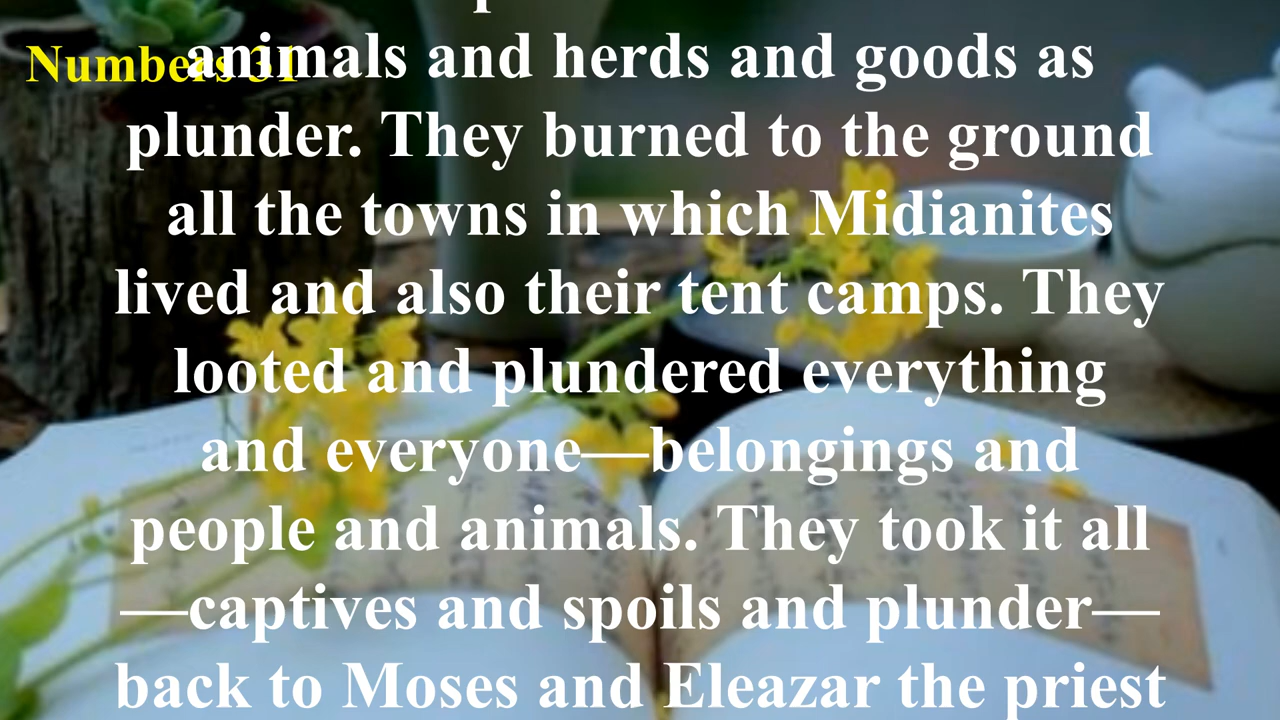 Numbers 31
animals and herds and goods as
plunder. They burned to the ground
all the towns in which Midianites
lived and also their tent camps. They
looted and plundered everything
and everyone—belongings and
people and animals. They took it all
—captives and spoils and plunder—
back to Moses and Eleazar the priest